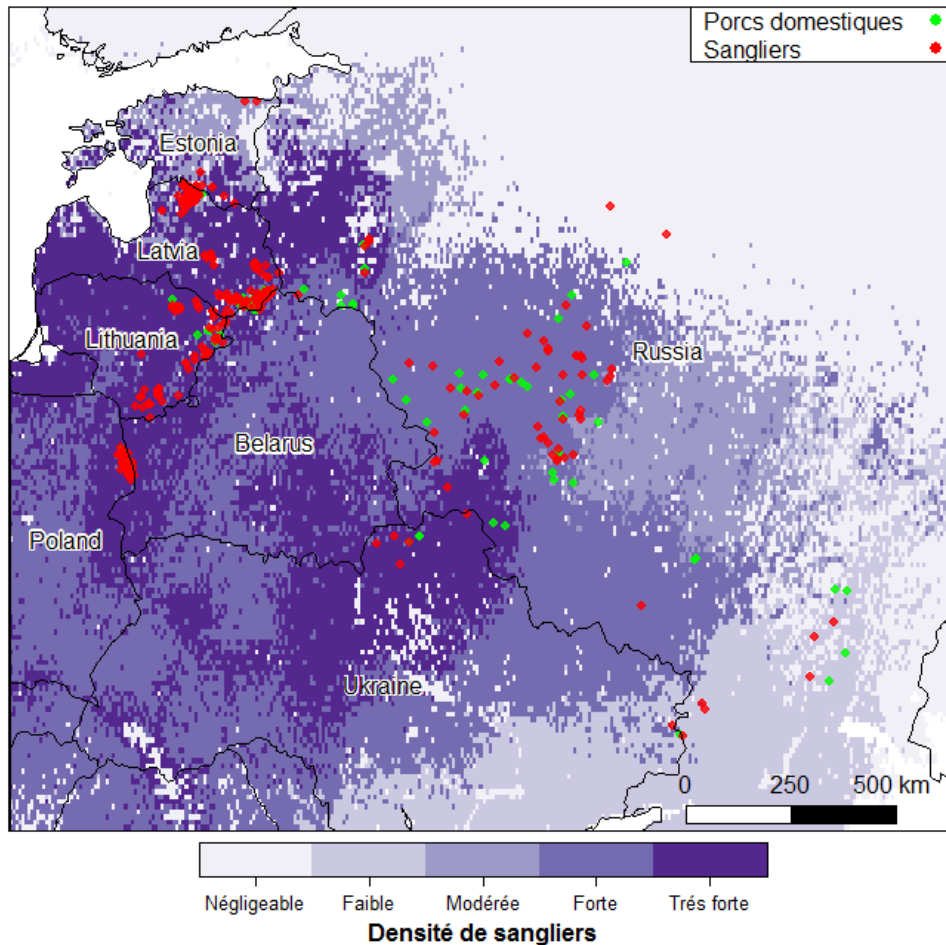 Porcs domestiques
Sangliers
Estonia
Latvia
Lithuania
Russia
Belarus
Poland
Ukraine
0 250 500 km
Négligeable Faible Modérée Forte Trés forte
Densité de sangliers